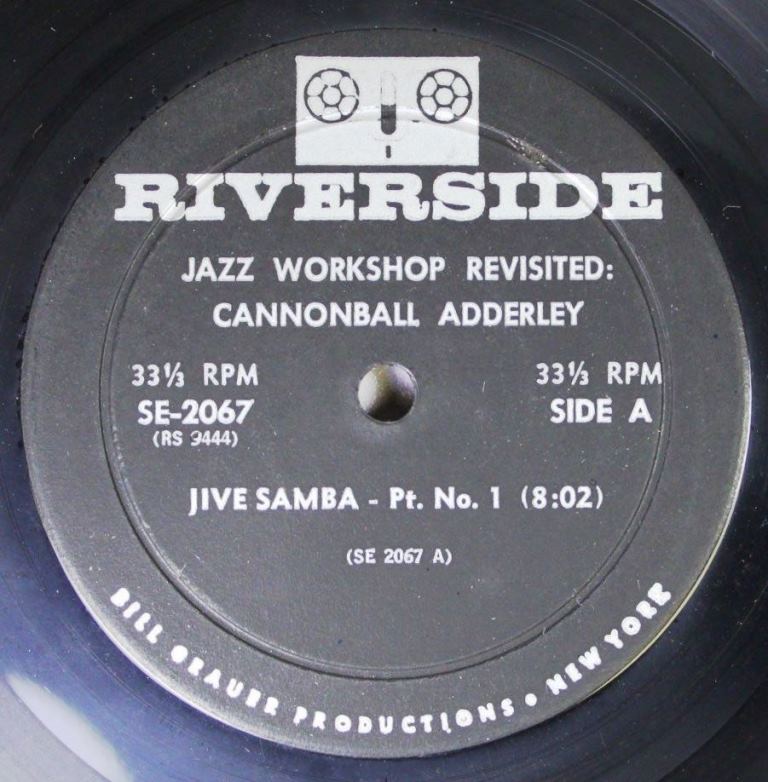 RIVERSIDE
JAZZ WORKSHOP REVISITED:
CANNONBALL ADDERLEY
33⅓ RPM
SE-2067
(RS 9444)
33⅓ RPM
SIDE A
JIVE SAMBA - Pt. No. 1 (8:02)
(SE 2067 A)
BILL GRAUER PRODUCTIONS • NEW YORK